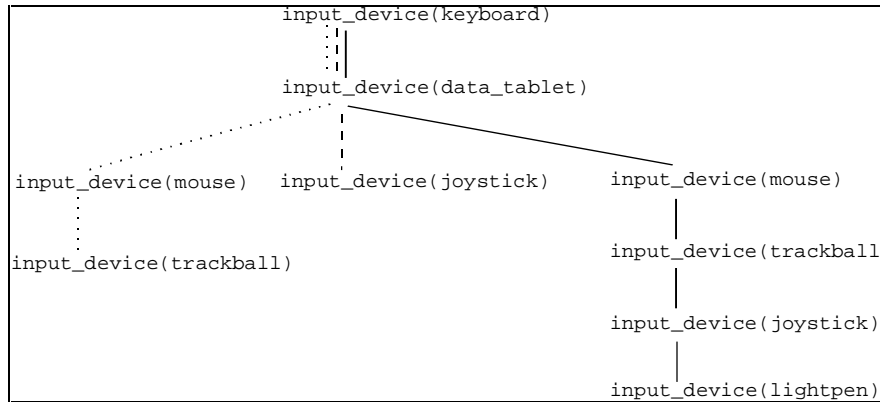 input_device(keyboard)
input_device(data_tablet)
input_device(mouse)
input_device(joystick)
input_device(mouse)
input_device(trackball)
input_device(trackball
input_device(joystick)
input_device(lightpen)